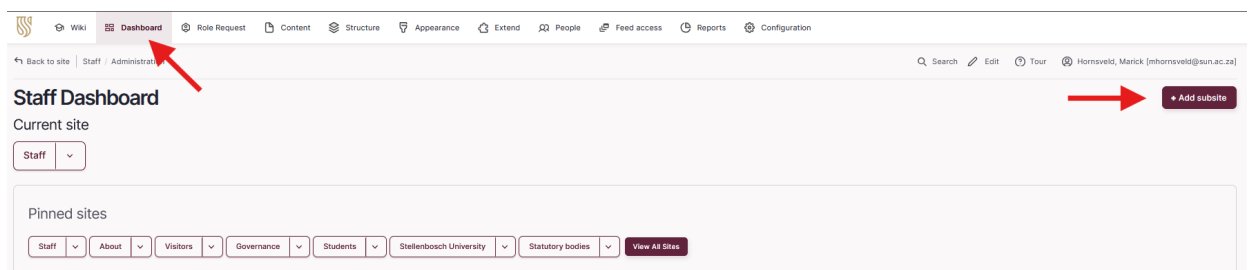 Wiki Dashboard Role Request Content Structure Appearance Extend People Feed access Reports Configuration
Back to site | Staff / Administration Search Edit Tour Hornsveld, Marick [mhornsveld@sun.ac.za]
Staff Dashboard + Add subsite
Current site
Staff
Pinned sites
Staff About Visitors Governance Students Stellenbosch University Statutory bodies View All Sites